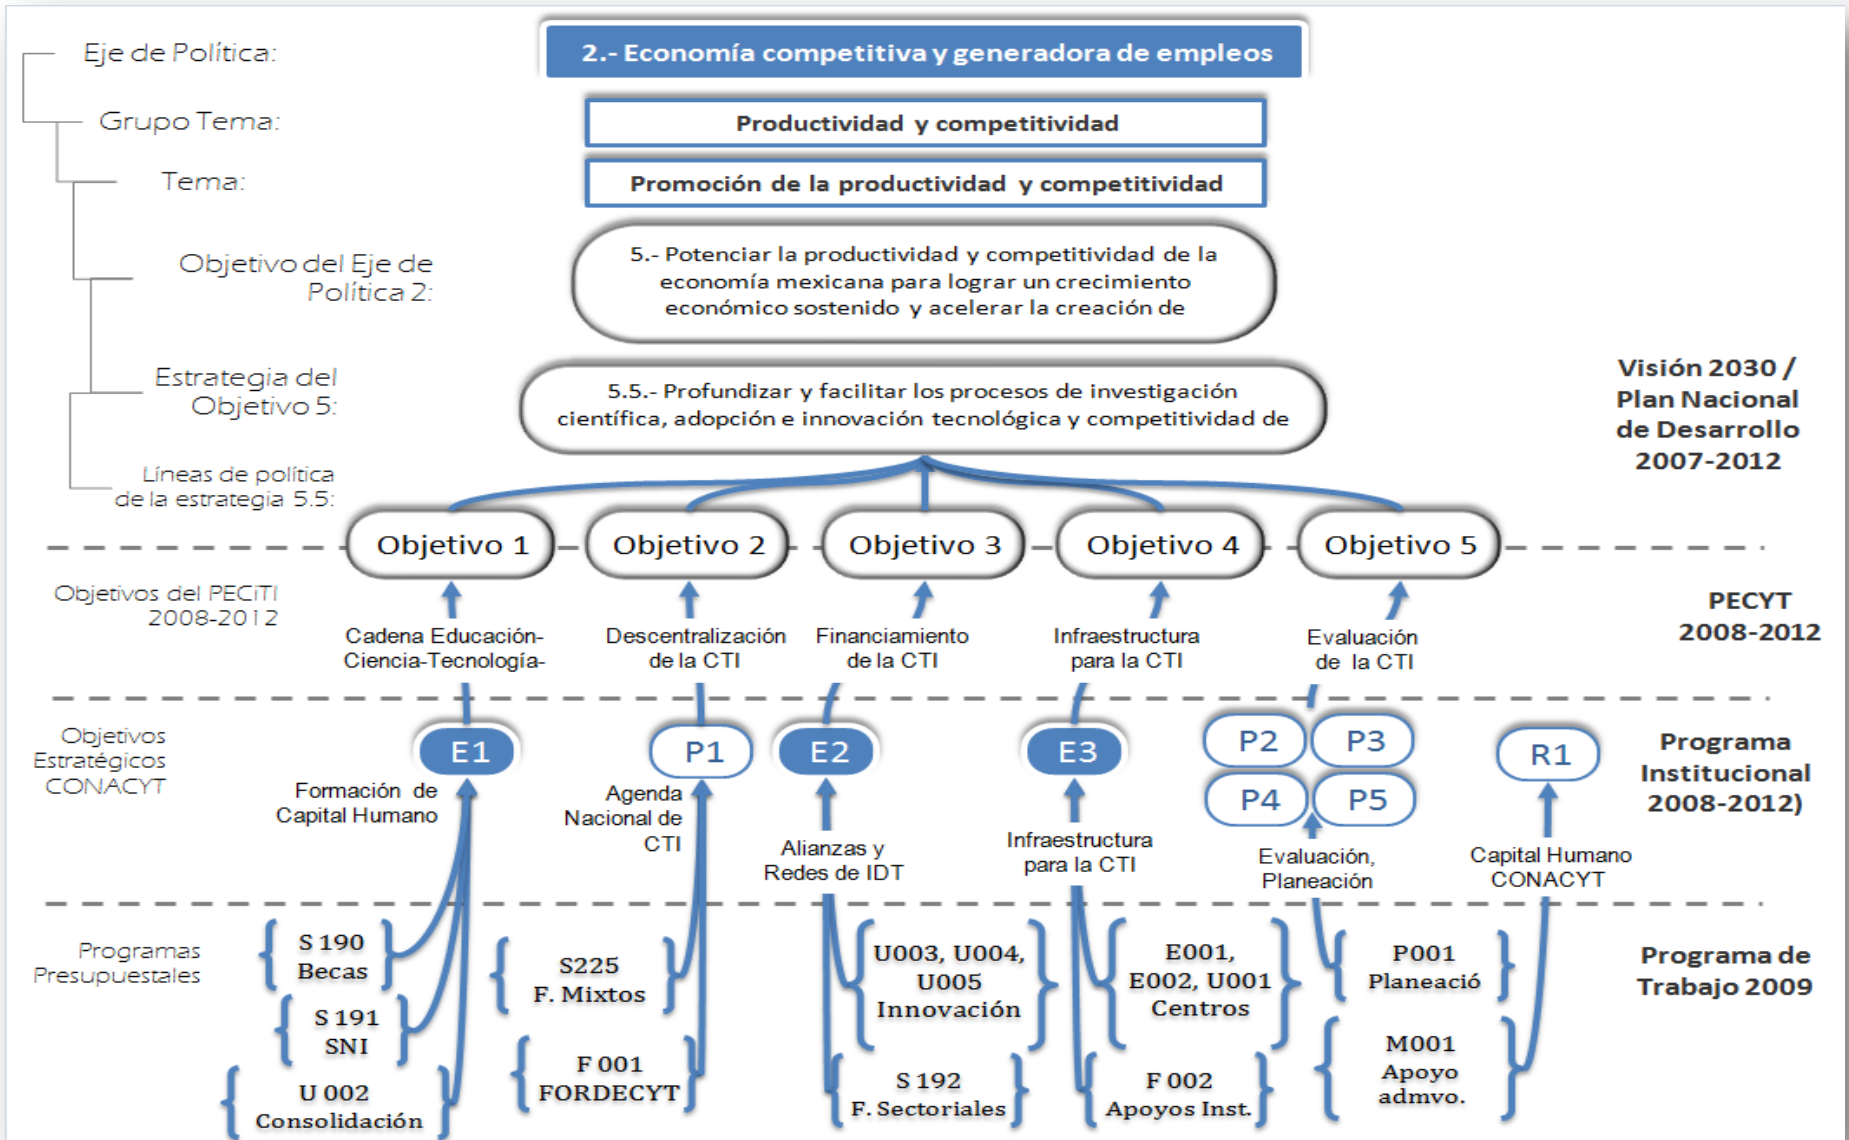 Eje de Política:
2.- Economía competitiva y generadora de empleos
Grupo Tema:
Productividad y competitividad
Tema:
Promoción de la productividad y competitividad
Objetivo del Eje de
Política 2:
5.- Potenciar la productividad y competitividad de la
economía mexicana para lograr un crecimiento
económico sostenido y acelerar la creación de
Estrategia del
Objetivo 5:
5.5.- Profundizar y facilitar los procesos de investigación
científica, adopción e innovación tecnológica y competitividad de
Visión 2030 /
Plan Nacional
de Desarrollo
2007-2012
Líneas de política
de la estrategia 5.5:
Objetivo 1
Objetivo 2
Objetivo 3
Objetivo 4
Objetivo 5
Objetivos del PECiTI
2008-2012
Cadena Educación-
Ciencia-Tecnología-
Descentralización
de la CTI
Financiamiento
de la CTI
Infraestructura
para la CTI
Evaluación
de la CTI
PECYT
2008-2012
Objetivos
Estratégicos
CONACYT
E1
P1
E2
E3
P2
P3
P4
P5
R1
Programa
Institucional
2008-2012)
Formación de
Capital Humano
Agenda
Nacional de
CTI
Alianzas y
Redes de IDT
Infraestructura
para la CTI
Evaluación,
Planeación
Capital Humano
CONACYT
Programas
Presupuestales
S 190
Becas
S 191
SNI
U 002
Consolidación
S225
F. Mixtos
F 001
FORDECYT
U003, U004,
U005
Innovación
S 192
F. Sectoriales
E001,
E002, U001
Centros
F 002
Apoyos Inst.
P001
Planeació
M001
Apoyo
admvo.
Programa de
Trabajo 2009